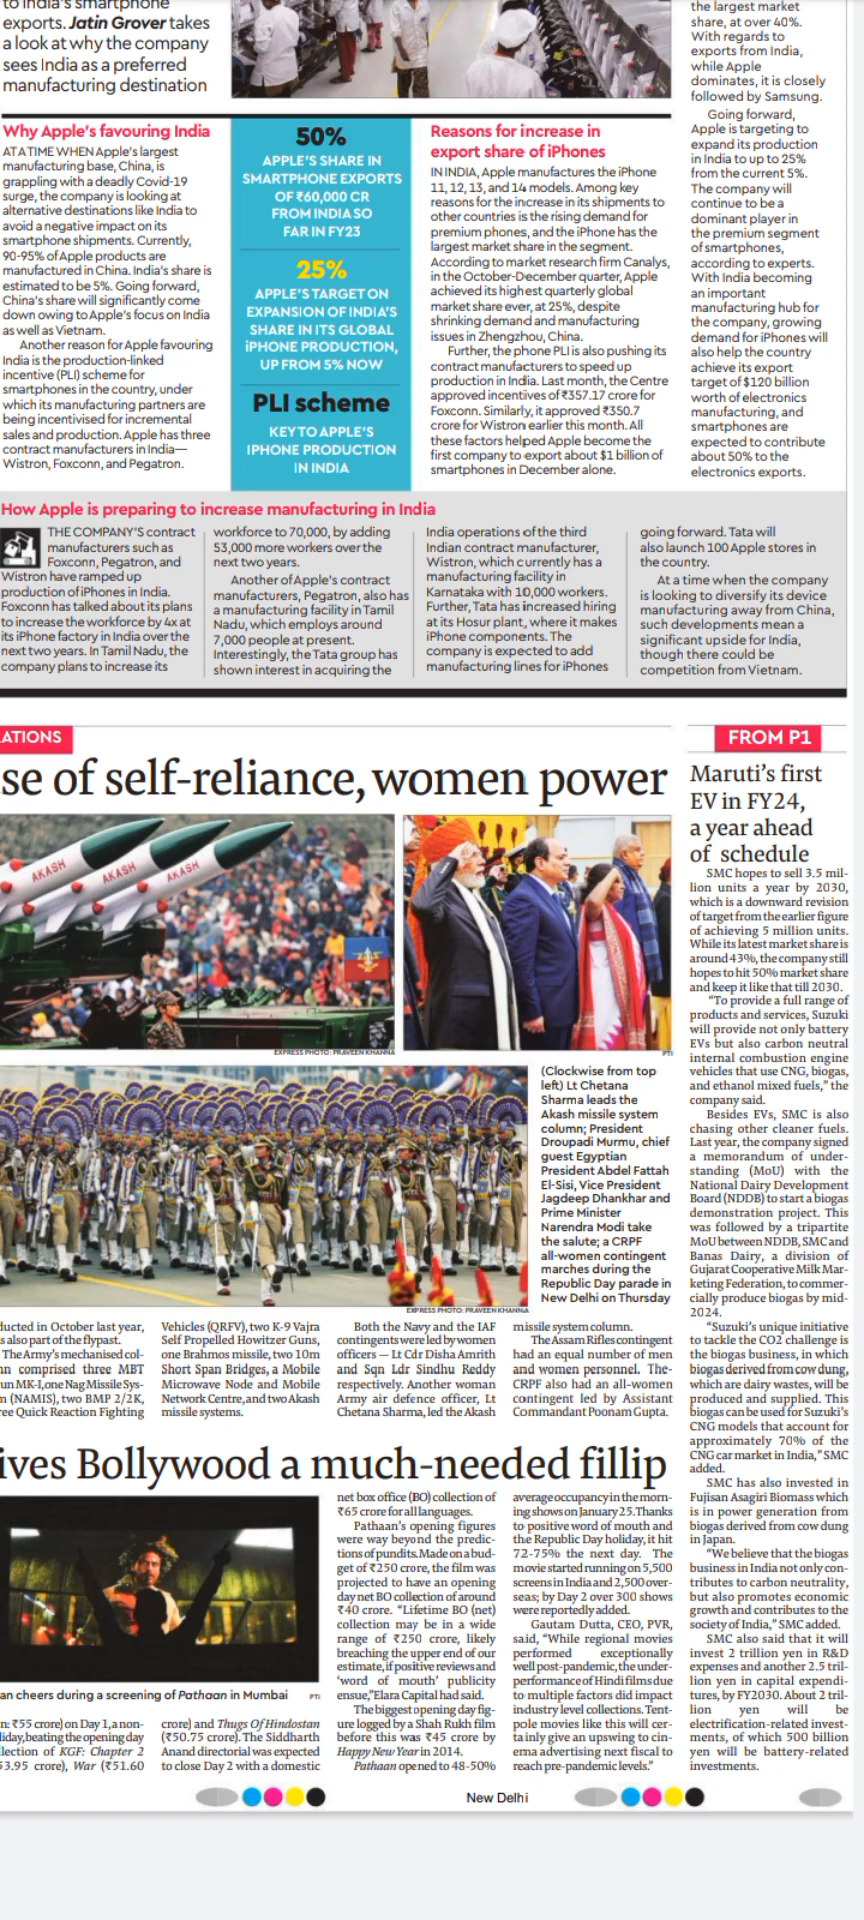 to India's smartphone
exports. Jatin Grover takes
a look at why the company
sees India as a preferred
manufacturing destination
Why Apple's favouring India
AT A TIME WHEN Apple's largest
manufacturing base, China, is
grappling with a deadly Covid-19
surge, the company is looking at
alternative destinations like India to
avoid a negative impact on its
smartphone shipments. Currently,
90-95% of Apple products are
manufactured in China. India's share is
estimated to be 5%. Going forward,
China's share will significantly come
down owing to Apple's focus on India
as well as Vietnam.
Another reason for Apple favouring
India is the production-linked
incentive (PLI) scheme for
smartphones in the country, under
which its manufacturing partners are
being incentivised for incremental
sales and production. Apple has three
contract manufacturers in India—
Wistron, Foxconn, and Pegatron.
50%
APPLE'S SHARE IN
SMARTPHONE EXPORTS
OF ₹60,000 CR
FROM INDIA SO
FAR IN FY23
25%
APPLE'S TARGET ON
EXPANSION OF INDIA'S
SHARE IN ITS GLOBAL
iPHONE PRODUCTION,
UP FROM 5% NOW
PLI scheme
KEY TO APPLE'S
IPHONE PRODUCTION
IN INDIA
Reasons for increase in
export share of iPhones
IN INDIA, Apple manufactures the iPhone
11, 12, 13, and 14 models. Among key
reasons for the increase in its shipments to
other countries is the rising demand for
premium phones, and the iPhone has the
largest market share in the segment.
According to market research firm Canalys,
in the October-December quarter, Apple
achieved its highest quarterly global
market share ever, at 25%, despite
shrinking demand and manufacturing
issues in Zhengzhou, China.
Further, the phone PLI is also pushing its
contract manufacturers to speed up
production in India. Last month, the Centre
approved incentives of ₹357.17 crore for
Foxconn. Similarly, it approved ₹350.7
crore for Wistron earlier this month. All
these factors helped Apple become the
first company to export about $1 billion of
smartphones in December alone.
the largest market
share, at over 40%.
With regards to
exports from India,
while Apple
dominates, it is closely
followed by Samsung.
Going forward,
Apple is targeting to
expand its production
in India to up to 25%
from the current 5%.
The company will
continue to be a
dominant player in
the premium segment
of smartphones,
according to experts.
With India becoming
an important
manufacturing hub for
the company, growing
demand for iPhones will
also help the country
achieve its export
target of $120 billion
worth of electronics
manufacturing, and
smartphones are
expected to contribute
about 50% to the
electronics exports.
How Apple is preparing to increase manufacturing in India
THE COMPANY'S contract
manufacturers such as
Foxconn, Pegatron, and
Wistron have ramped up
production of iPhones in India.
Foxconn has talked about its plans
to increase the workforce by 4x at
its iPhone factory in India over the
next two years. In Tamil Nadu, the
company plans to increase its
workforce to 70,000, by adding
53,000 more workers over the
next two years.
Another of Apple's contract
manufacturers, Pegatron, also has
a manufacturing facility in Tamil
Nadu, which employs around
7,000 people at present.
Interestingly, the Tata group has
shown interest in acquiring the
India operations of the third
Indian contract manufacturer,
Wistron, which currently has a
manufacturing facility in
Karnataka with 10,000 workers.
Further, Tata has increased hiring
at its Hosur plant, where it makes
iPhone components. The
company is expected to add
manufacturing lines for iPhones
going forward. Tata will
also launch 100 Apple stores in
the country.
At a time when the company
is looking to diversify its device
manufacturing away from China,
such developments mean a
significant upside for India,
though there could be
competition from Vietnam.
ATIONS
se of self-reliance, women power
AKASH
AKASH
AKASH
EXPRESS PHOTO: PRAVEEN KHANNA
PTI
(Clockwise from top
left) Lt Chetana
Sharma leads the
Akash missile system
column; President
Droupadi Murmu, chief
guest Egyptian
President Abdel Fattah
El-Sisi, Vice President
Jagdeep Dhankhar and
Prime Minister
Narendra Modi take
the salute; a CRPF
all-women contingent
marches during the
Republic Day parade in
New Delhi on Thursday
EXPRESS PHOTO: PRAVEEN KHANNA
ducted in October last year,
s also part of the flypast.
The Army's mechanised col-
nn comprised three MBT
un MK-I, one Nag Missile Sys-
n (NAMIS), two BMP 2/2K,
ree Quick Reaction Fighting
Vehicles (QRFV), two K-9 Vajra
Self Propelled Howitzer Guns,
one Brahmos missile, two 10m
Short Span Bridges, a Mobile
Microwave Node and Mobile
Network Centre, and two Akash
missile systems.
Both the Navy and the IAF
contingents were led by women
officers — Lt Cdr Disha Amrith
and Sqn Ldr Sindhu Reddy
respectively. Another woman
Army air defence officer, Lt
Chetana Sharma, led the Akash
missile system column.
The Assam Rifles contingent
had an equal number of men
and women personnel. The-
CRPF also had an all-women
contingent led by Assistant
Commandant Poonam Gupta.
FROM P1
Maruti's first
EV in FY24,
a year ahead
of schedule
SMC hopes to sell 3.5 mil-
lion units a year by 2030,
which is a downward revision
of target from the earlier figure
of achieving 5 million units.
While its latest market share is
around 43%, the company still
hopes to hit 50% market share
and keep it like that till 2030.
"To provide a full range of
products and services, Suzuki
will provide not only battery
EVs but also carbon neutral
internal combustion engine
vehicles that use CNG, biogas,
and ethanol mixed fuels," the
company said.
Besides EVs, SMC is also
chasing other cleaner fuels.
Last year, the company signed
a memorandum of under-
standing (MoU) with the
National Dairy Development
Board (NDDB) to start a biogas
demonstration project. This
was followed by a tripartite
MoU between NDDB, SMC and
Banas Dairy, a division of
Gujarat Cooperative Milk Mar-
keting Federation, to commer-
cially produce biogas by mid-
2024.
"Suzuki's unique initiative
to tackle the CO2 challenge is
the biogas business, in which
biogas derived from cow dung,
which are dairy wastes, will be
produced and supplied. This
biogas can be used for Suzuki's
CNG models that account for
approximately 70% of the
CNG car market in India," SMC
added.
SMC has also invested in
Fujisan Asagiri Biomass which
is in power generation from
biogas derived from cow dung
in Japan.
"We believe that the biogas
business in India not only con-
tributes to carbon neutrality,
but also promotes economic
growth and contributes to the
society of India," SMC added.
SMC also said that it will
invest 2 trillion yen in R&D
expenses and another 2.5 tril-
lion yen in capital expendi-
tures, by FY2030. About 2 tril-
lion yen will be
electrification-related invest-
ments, of which 500 billion
yen will be battery-related
investments.
ives Bollywood a much-needed fillip
an cheers during a screening of Pathaan in Mumbai
PTI
n: ₹55 crore) on Day 1, a non-
liday, beating the opening day
llection of KGF: Chapter 2
53.95 crore), War (₹51.60
crore) and Thugs Of Hindostan
(₹50.75 crore). The Siddharth
Anand directorial was expected
to close Day 2 with a domestic
net box office (BO) collection of
₹65 crore for all languages.
Pathaan's opening figures
were way beyond the predic-
tions of pundits. Made on a bud-
get of ₹250 crore, the film was
projected to have an opening
day net BO collection of around
₹40 crore. "Lifetime BO (net)
collection may be in a wide
range of ₹250 crore, likely
breaching the upper end of our
estimate, if positive reviews and
'word of mouth' publicity
ensue," Elara Capital had said.
The biggest opening day fig-
ure logged by a Shah Rukh film
before this was ₹45 crore by
Happy New Year in 2014.
Pathaan opened to 48-50%
average occupancy in the morn-
ing shows on January 25. Thanks
to positive word of mouth and
the Republic Day holiday, it hit
72-75% the next day. The
movie started running on 5,500
screens in India and 2,500 over-
seas; by Day 2 over 300 shows
were reportedly added.
Gautam Dutta, CEO, PVR,
said, "While regional movies
performed exceptionally
well post-pandemic, the under-
performance of Hindi films due
to multiple factors did impact
industry level collections. Tent-
pole movies like this will cer-
tainly give an upswing to cin-
ema advertising next fiscal to
reach pre-pandemic levels."
New Delhi